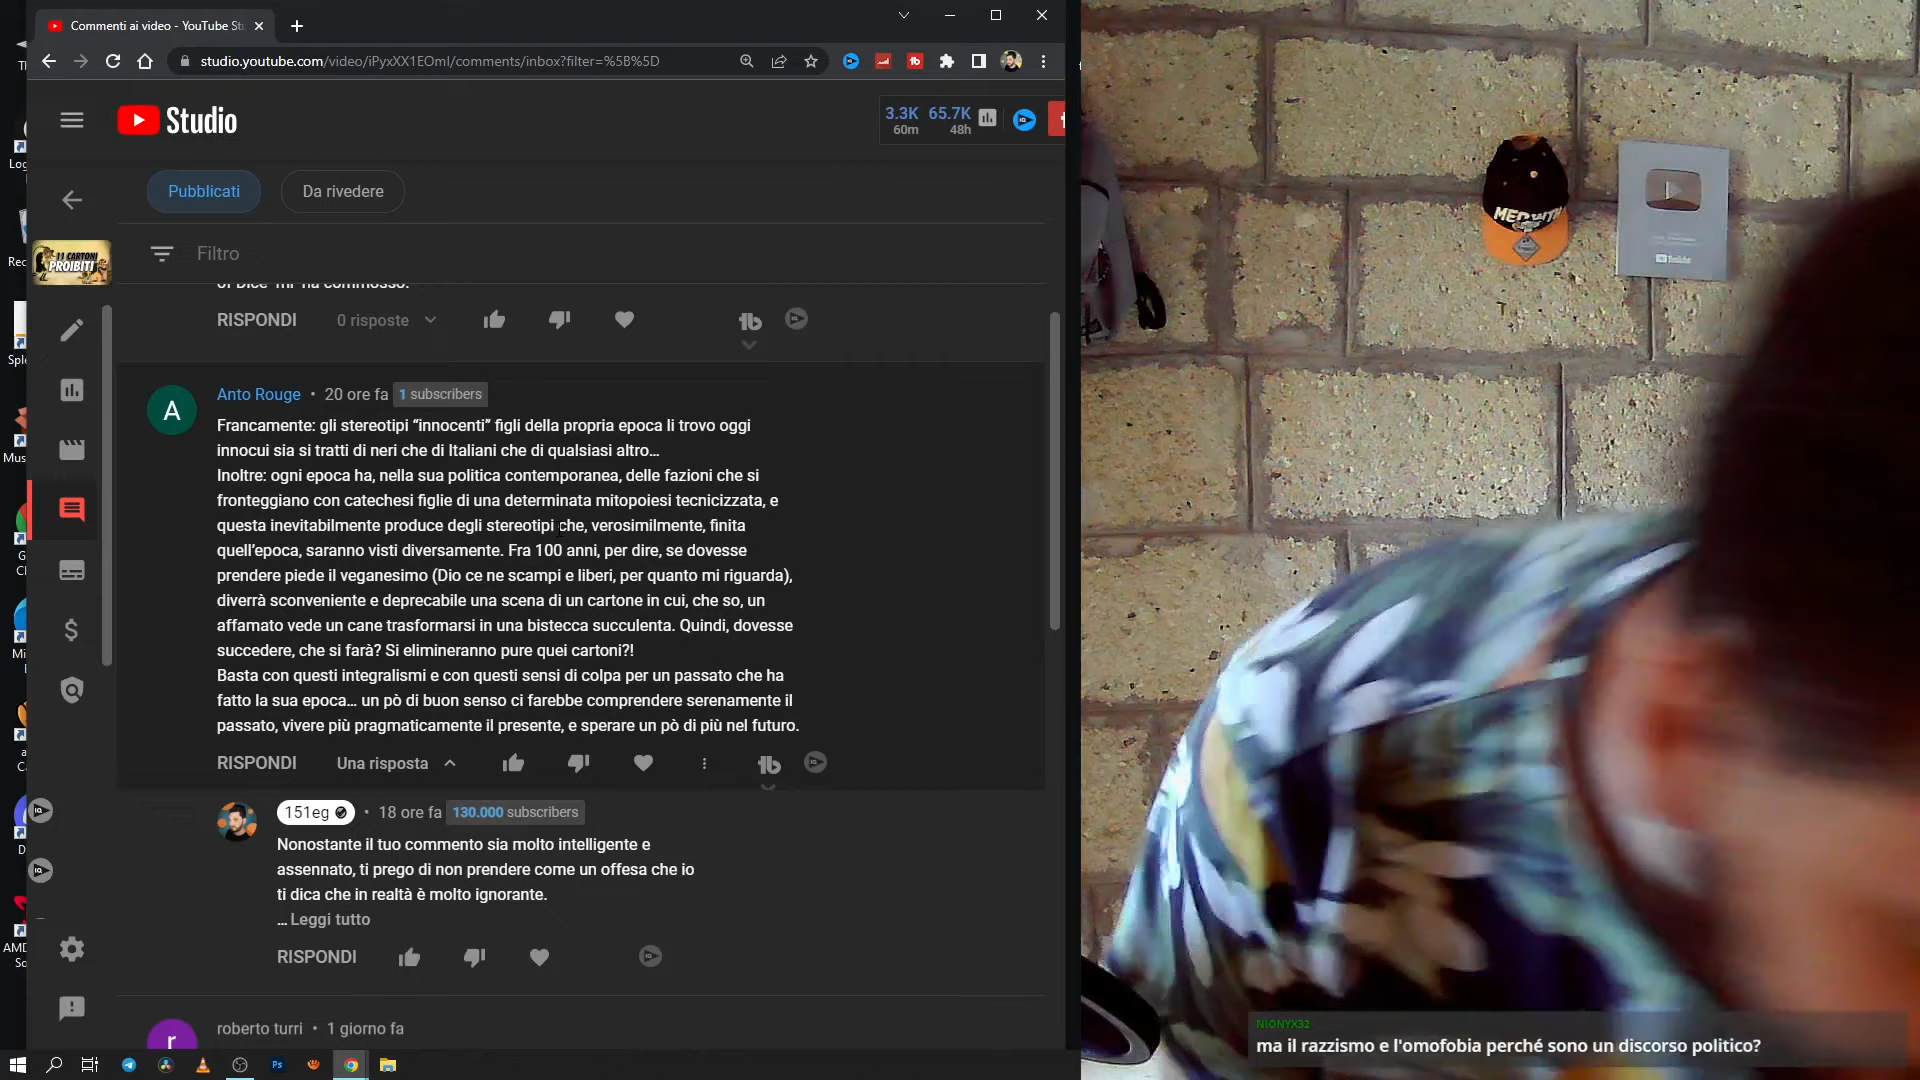 Commenti ai video - YouTube St
studio.youtube.com/video/iPyxXX1EOmI/comments/inbox?filter=%5B%5D
Studio
3.3K 65.7K
60m 48h
Pubblicati
Da rivedere
11 CARTONI
PROIBITI
Filtro
RISPONDI 0 risposte
Anto Rouge • 20 ore fa 1 subscribers
A
Francamente: gli stereotipi “innocenti” figli della propria epoca li trovo oggi
innocui sia si tratti di neri che di Italiani che di qualsiasi altro...
Inoltre: ogni epoca ha, nella sua politica contemporanea, delle fazioni che si
fronteggiano con catechesi figlie di una determinata mitopoiesi tecnicizzata, e
questa inevitabilmente produce degli stereotipi che, verosimilmente, finita
quell’epoca, saranno visti diversamente. Fra 100 anni, per dire, se dovesse
prendere piede il veganesimo (Dio ce ne scampi e liberi, per quanto mi riguarda),
diverrà sconveniente e deprecabile una scena di un cartone in cui, che so, un
affamato vede un cane trasformarsi in una bistecca succulenta. Quindi, dovesse
succedere, che si farà? Si elimineranno pure quei cartoni?!
Basta con questi integralismi e con questi sensi di colpa per un passato che ha
fatto la sua epoca... un pò di buon senso ci farebbe comprendere serenamente il
passato, vivere più pragmaticamente il presente, e sperare un pò di più nel futuro.
RISPONDI Una risposta
151eg • 18 ore fa 130.000 subscribers
Nonostante il tuo commento sia molto intelligente e
assennato, ti prego di non prendere come un offesa che io
ti dica che in realtà è molto ignorante.
... Leggi tutto
RISPONDI
roberto turri • 1 giorno fa
r
Ps
YouTube
NIONYX32
ma il razzismo e l'omofobia perché sono un discorso politico?